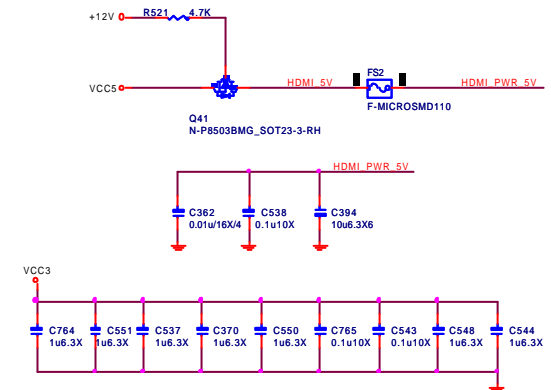 +12V R521 4.7K
VCC5 HDMI_5V FS2 HDMI_PWR_5V
F-MICROSMD110
Q41
N-P8503BMG_SOT23-3-RH
HDMI_PWR_5V
C362 C538 C394
0.01u/16X/4 0.1u10X 10u6.3X6
VCC3
C764 C551 C537 C370 C550 C765 C543 C548 C544
1u6.3X 1u6.3X 1u6.3X 1u6.3X 1u6.3X 0.1u10X 0.1u10X 1u6.3X 1u6.3X